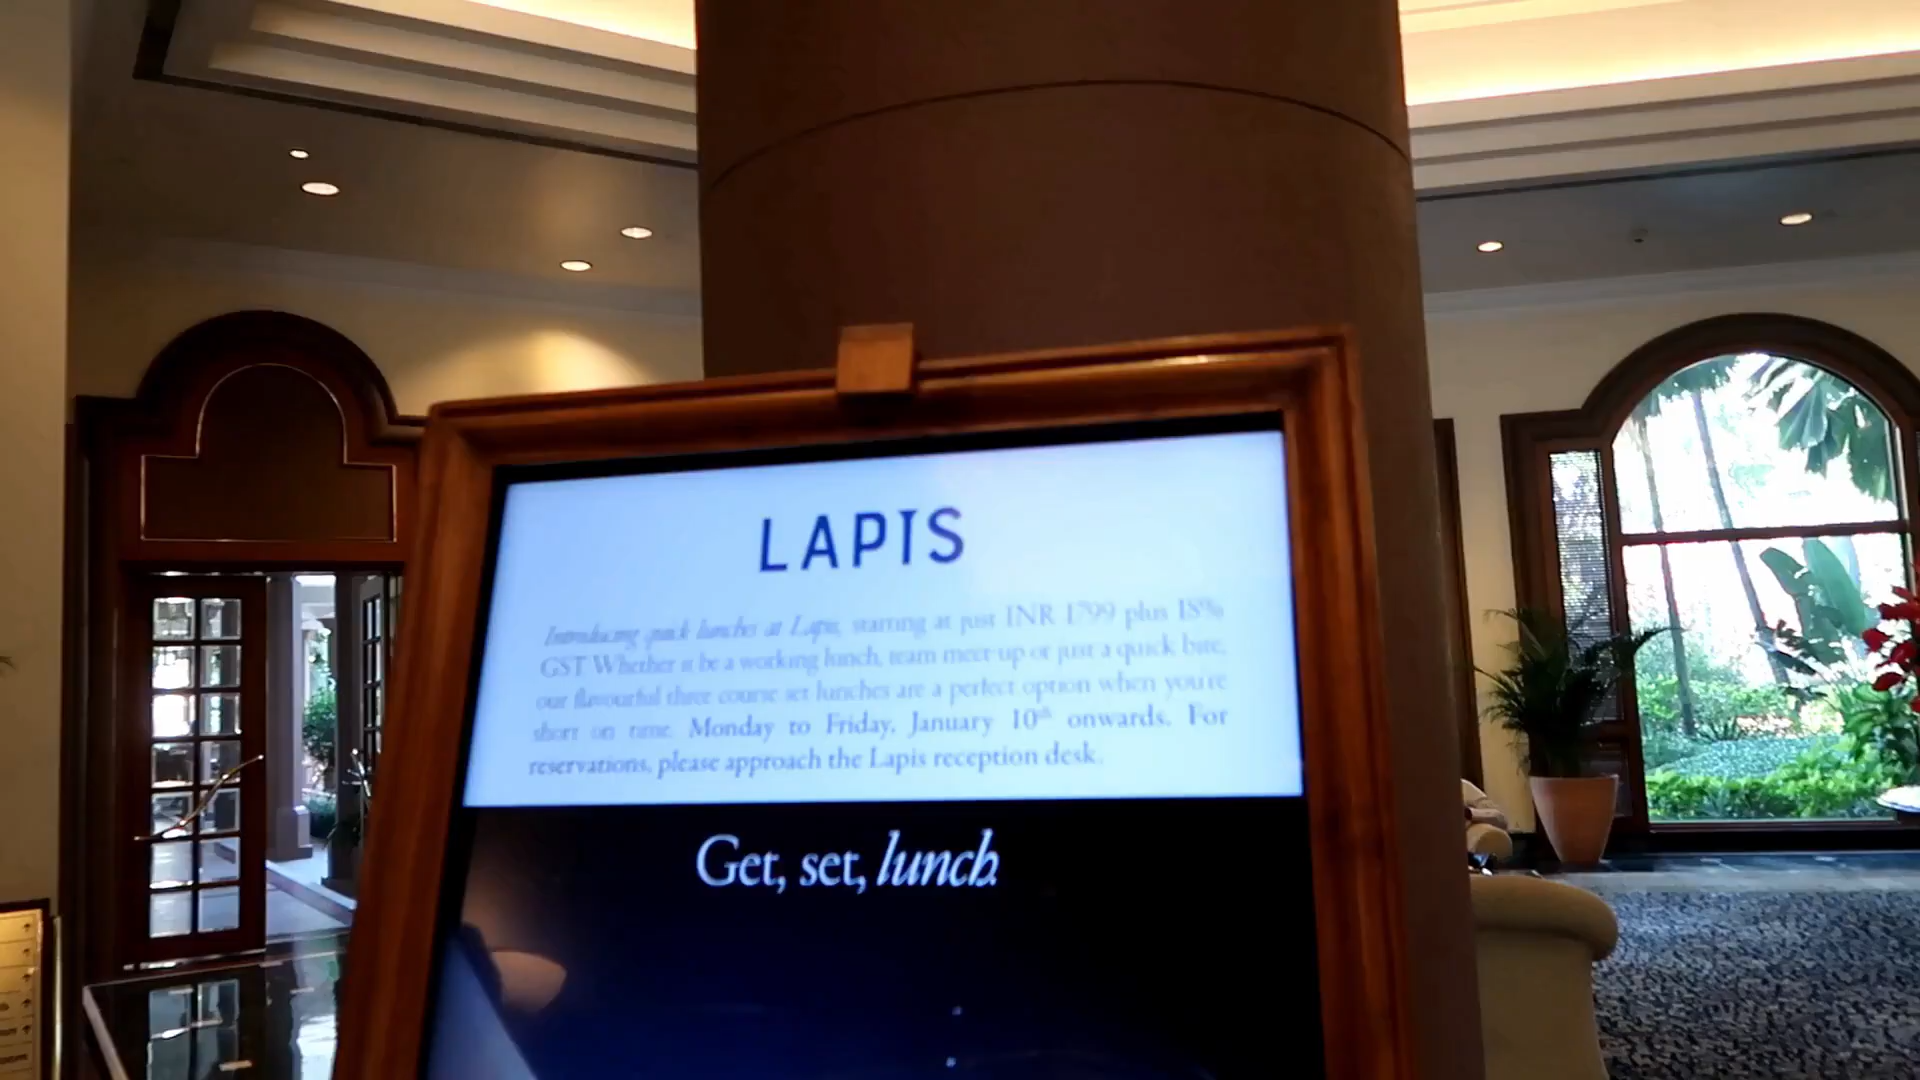 LAPIS
Introducing quick lunches at Lapis, starting at just INR 1799 plus 18%
GST Whether it be a working lunch, team meet-up or just a quick bite,
our flavourful three course set lunches are a perfect option when you're
short on time. Monday to Friday, January 10th onwards. For
reservations, please approach the Lapis reception desk.
Get, set, lunch.